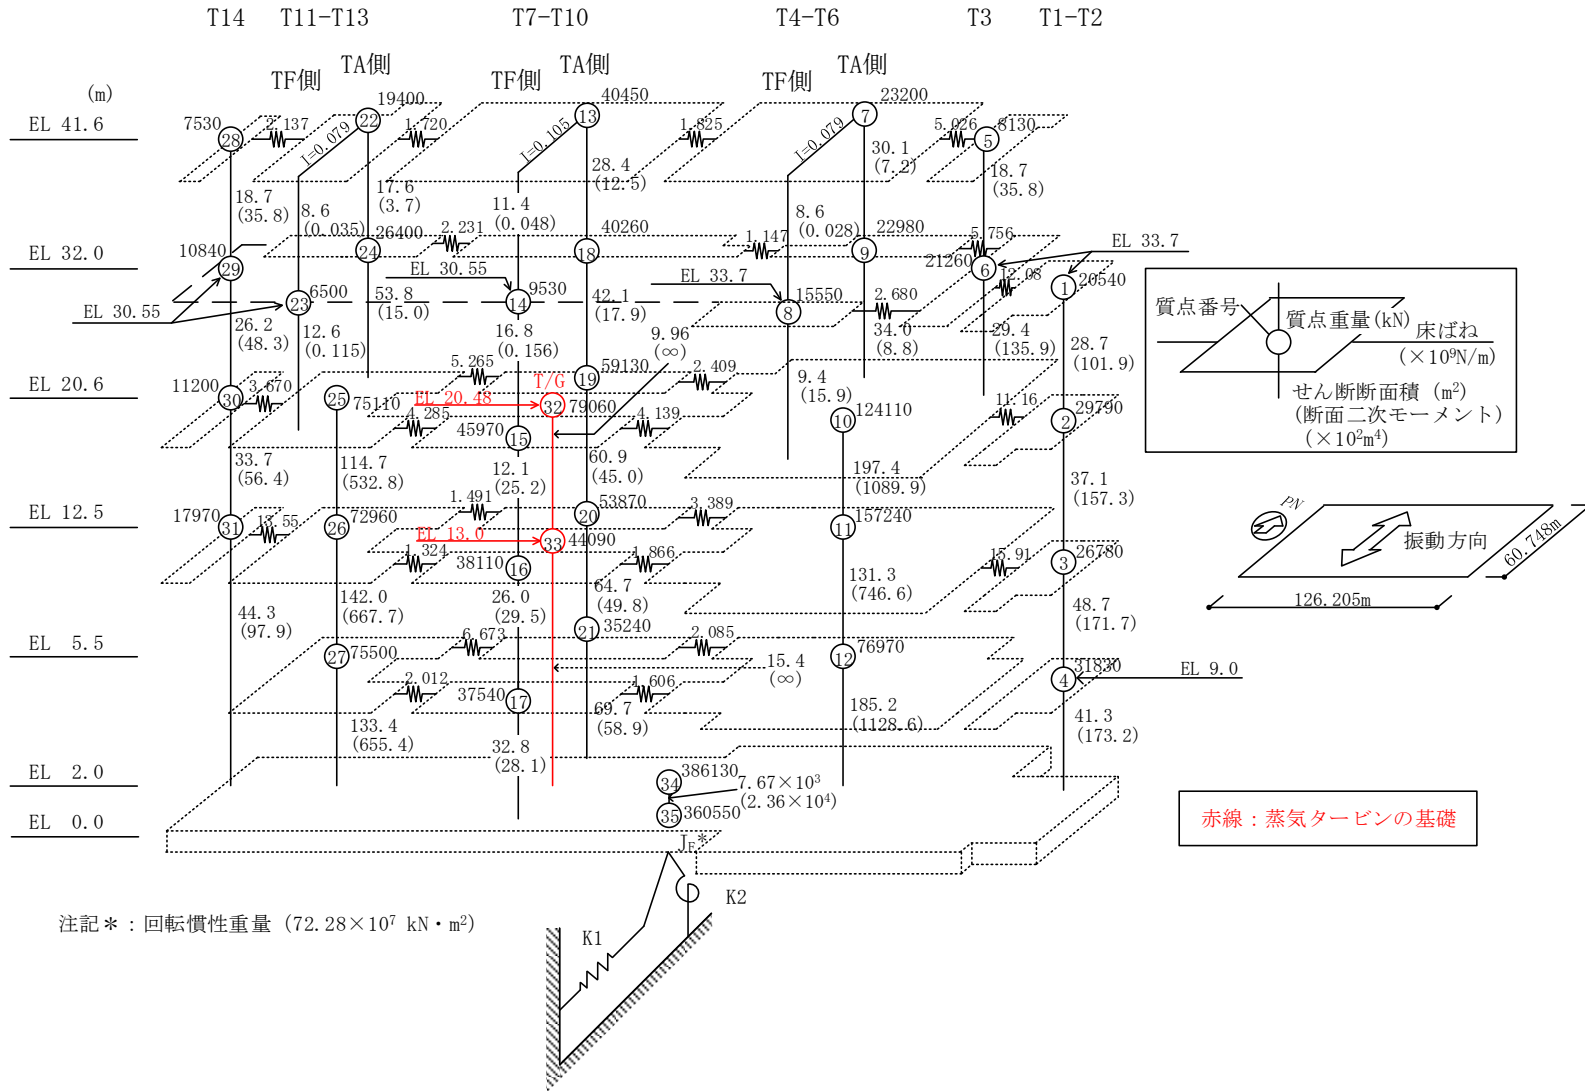 T14 T11-T13 T7-T10 T4-T6 T3 T1-T2
TF側 TA側 TF側 TA側 TF側 TA側
(m)
EL 41.6
7530 28 2.137 19400 22 1.720 40450 13 1.825 23200 7 5.026 8130 5
I=0.079 I=0.105 I=0.079
18.7
(35.8)
8.6
(0.035)
17.6
(3.7)
11.4
(0.048)
28.4
(12.5)
8.6
(0.028)
30.1
(7.2)
18.7
(35.8)
EL 32.0
10840 29 26400 24 2.231 40260 18 1.147 22980 9 5.756 21260 6 12.08 20540 1
EL 33.7
EL 30.55 EL 33.7
EL 30.55
6500 23 9530 14 15550 8 2.680
26.2
(48.3)
12.6
(0.115)
53.8
(15.0)
16.8
(0.156)
42.1
(17.9)
9.96
(∞)
34.0
(8.8)
29.4
(135.9)
28.7
(101.9)
9.4
(15.9)
EL 20.6
11200 30 3.670 75110 25 5.265 59130 19 2.409
T/G
EL 20.48 32 79060
4.285 45970 15 4.139 124110 10 11.16 29790 2
33.7
(56.4)
114.7
(532.8)
12.1
(25.2)
60.9
(45.0)
197.4
(1089.9)
37.1
(157.3)
EL 12.5
17970 31 13.55 72960 26 1.491 53870 20 3.389 157240 11
EL 13.0 33 44090
1.324 38110 16 1.866 15.91 26780 3
44.3
(97.9)
142.0
(667.7)
26.0
(29.5)
64.7
(49.8)
131.3
(746.6)
48.7
(171.7)
EL 5.5
75500 27 6.673 35240 21 2.085 76970 12
15.4
(∞)
2.012 37540 17 1.606 31830 4 EL 9.0
133.4
(655.4)
32.8
(28.1)
69.7
(58.9)
185.2
(1128.6)
41.3
(173.2)
EL 2.0
34 386130
7.67×10³
(2.36×10⁴)
EL 0.0
35 360550
J_E*
K1 K2
注記＊：回転慣性重量 (72.28×10⁷ kN・m²)
質点番号
質点重量(kN)
床ばね
(×10⁹N/m)
せん断断面積 (m²)
(断面二次モーメント)
(×10²m⁴)
PN
振動方向
60.748m
126.205m
赤線：蒸気タービンの基礎